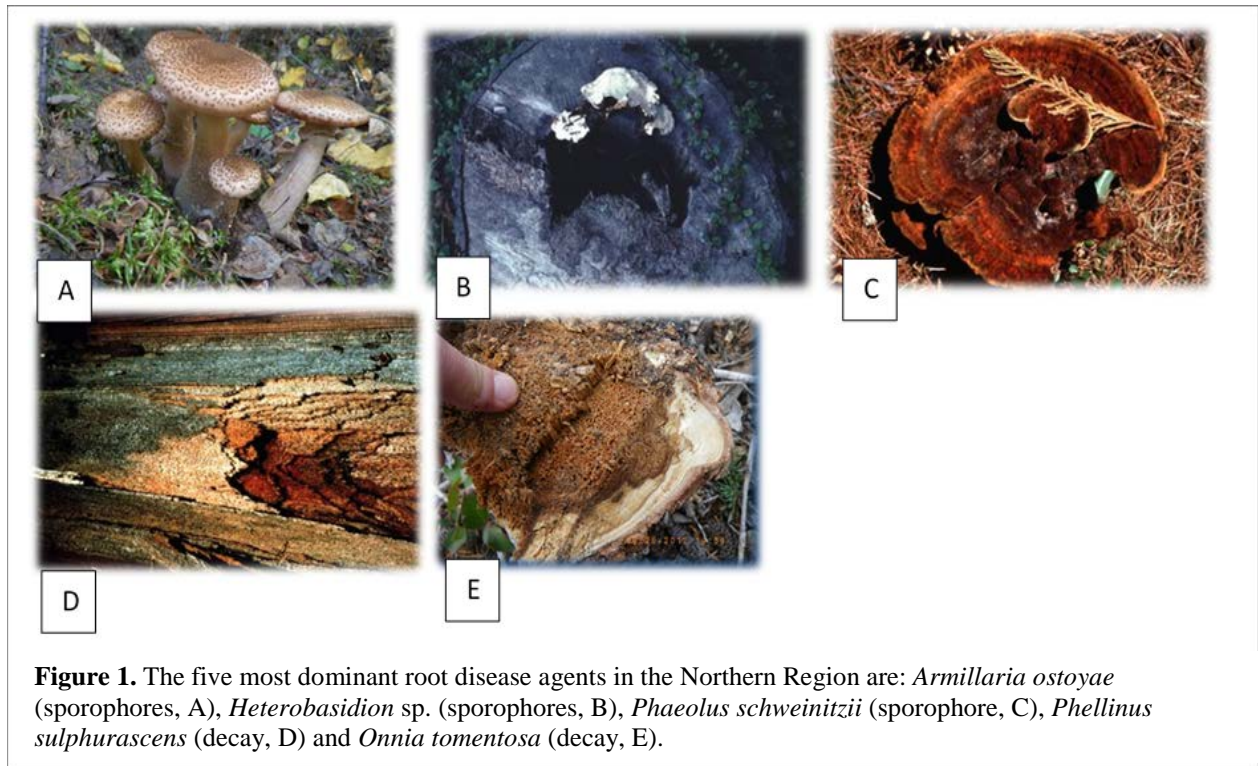 A
B
C
D
E
Figure 1. The five most dominant root disease agents in the Northern Region are: Armillaria ostoyae
(sporophores, A), Heterobasidion sp. (sporophores, B), Phaeolus schweinitzii (sporophore, C), Phellinus
sulphurascens (decay, D) and Onnia tomentosa (decay, E).